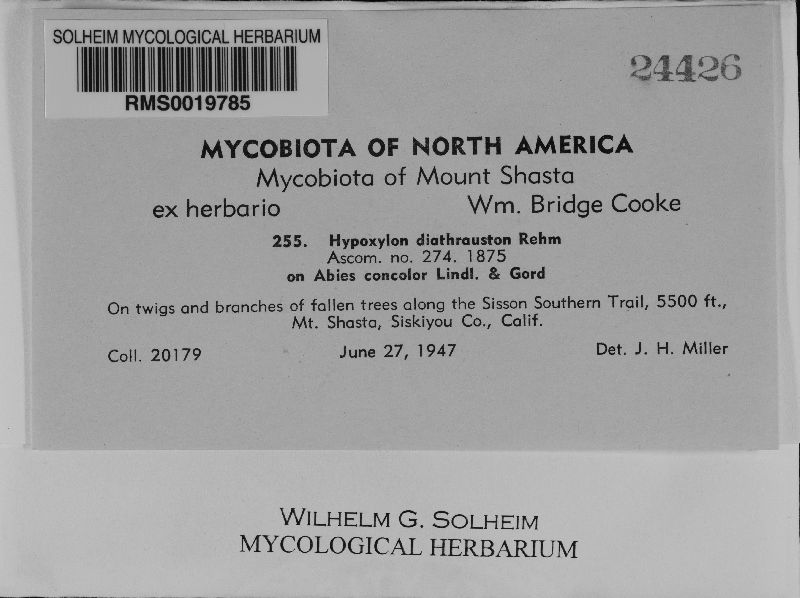 SOLHEIM MYCOLOGICAL HERBARIUM
RMS0019785
24426
MYCOBIOTA OF NORTH AMERICA
Mycobiota of Mount Shasta
ex herbario Wm. Bridge Cooke
255. Hypoxylon diathrauston Rehm
Ascom. no. 274. 1875
on Abies concolor Lindl. & Gord
On twigs and branches of fallen trees along the Sisson Southern Trail, 5500 ft.,
Mt. Shasta, Siskiyou Co., Calif.
Coll. 20179 June 27, 1947 Det. J. H. Miller
WILHELM G. SOLHEIM
MYCOLOGICAL HERBARIUM